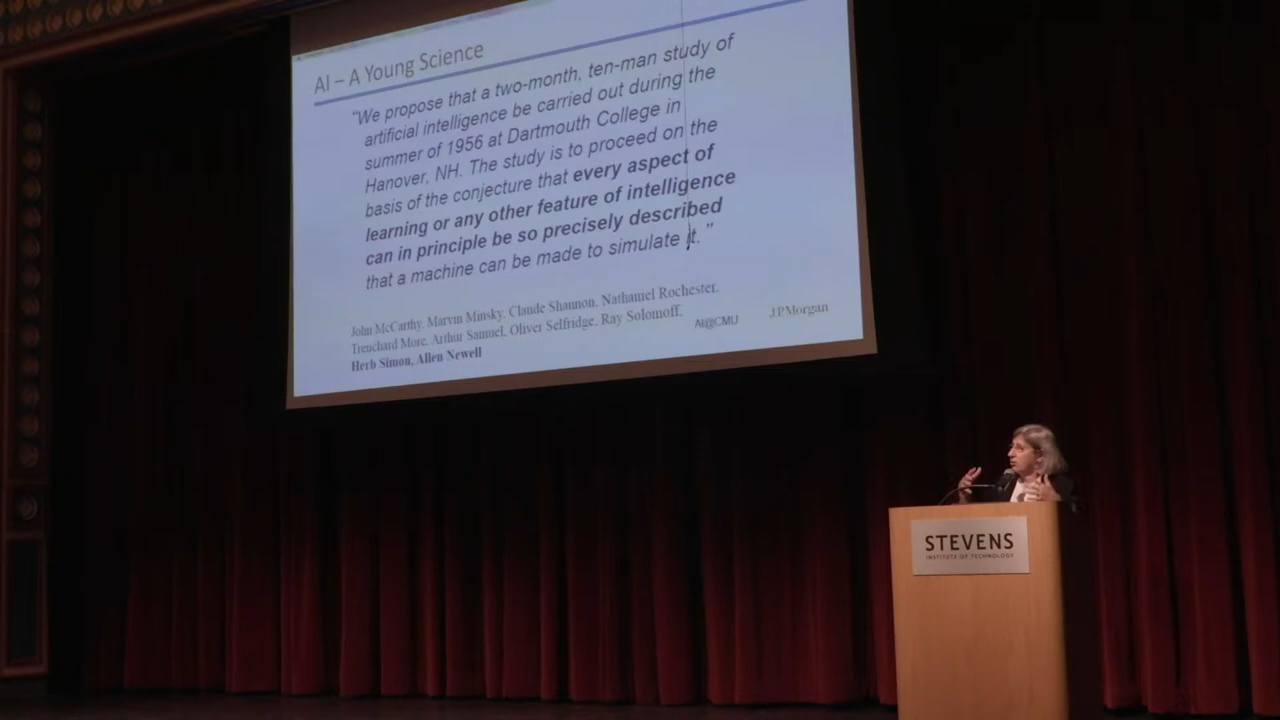 AI – A Young Science
“We propose that a two-month, ten-man study of
artificial intelligence be carried out during the
summer of 1956 at Dartmouth College in
Hanover, NH. The study is to proceed on the
basis of the conjecture that every aspect of
learning or any other feature of intelligence
can in principle be so precisely described
that a machine can be made to simulate it.”
John McCarthy, Marvin Minsky, Claude Shannon, Nathaniel Rochester,
Trenchard More, Arthur Samuel, Oliver Selfridge, Ray Solomoff,
Herb Simon, Allen Newell
AI@CMU
J.P.Morgan
STEVENS
INSTITUTE OF TECHNOLOGY